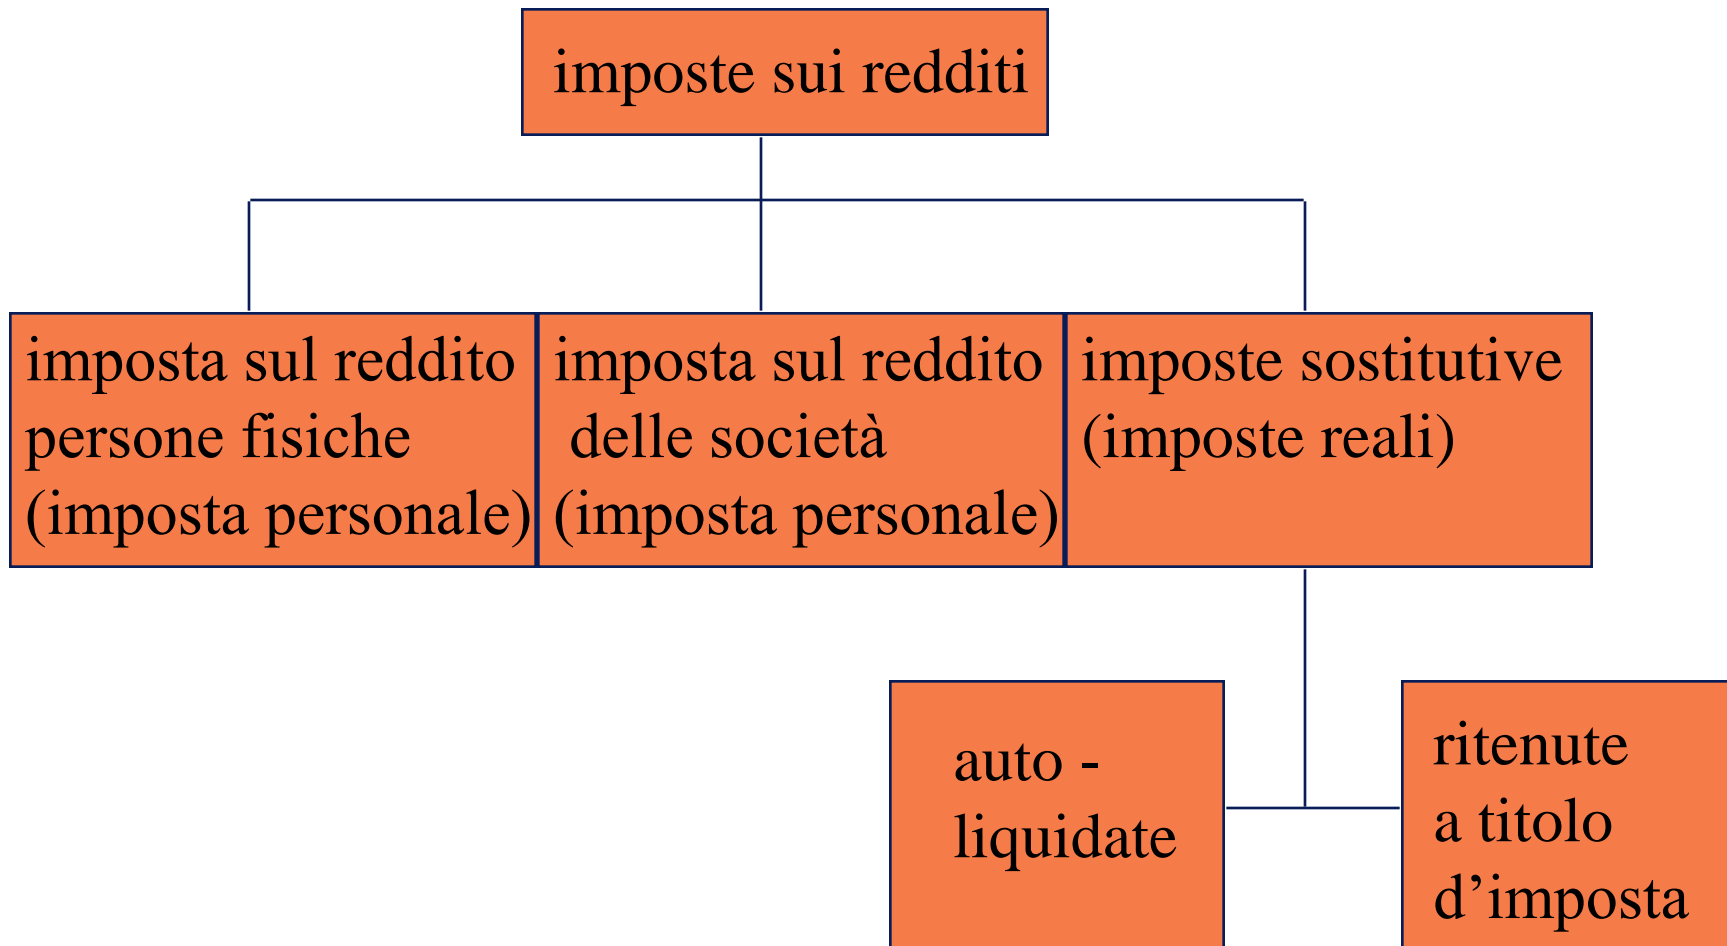 imposte sui redditi
imposta sul reddito
persone fisiche
(imposta personale)
imposta sul reddito
delle società
(imposta personale)
imposte sostitutive
(imposte reali)
auto -
liquidate
ritenute
a titolo
d’imposta